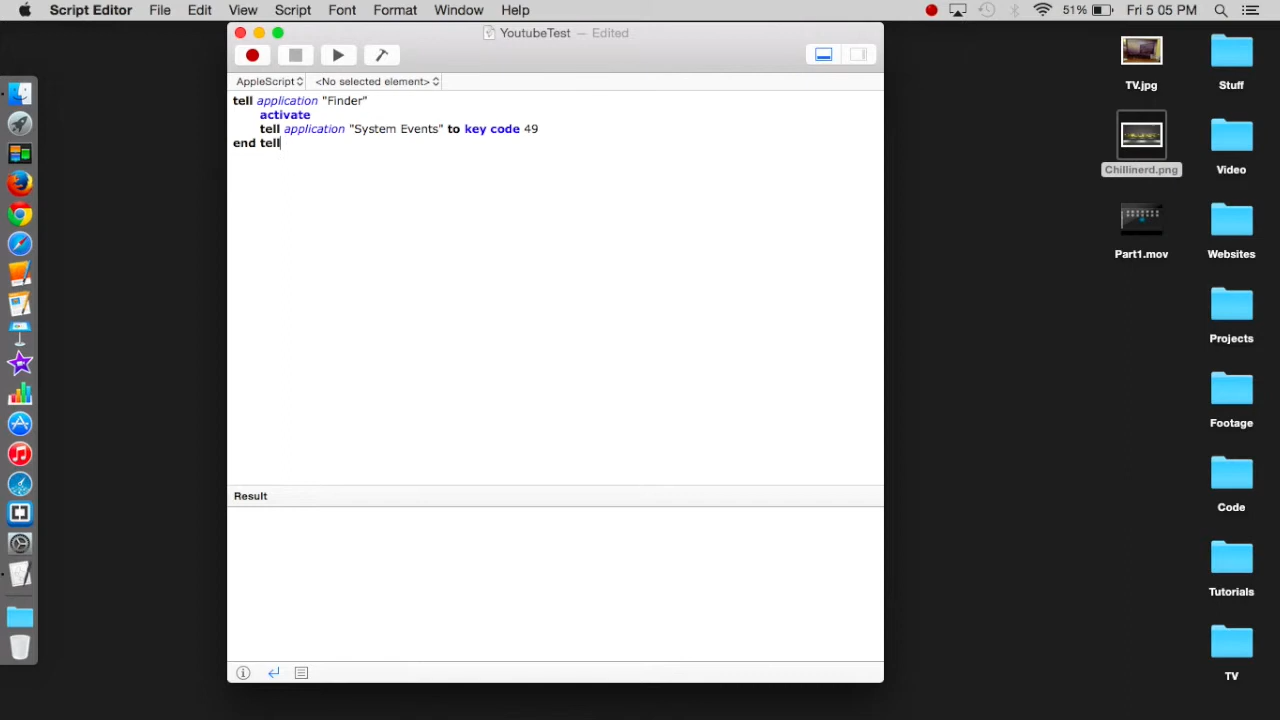 Script Editor File Edit View Script Font Format Window Help 51% Fri 5 05 PM
YoutubeTest — Edited
AppleScript <No selected element>
tell application "Finder"
activate
tell application "System Events" to key code 49
end tell
Result
TV.jpg
Stuff
Chillinerd.png
Video
Part1.mov
Websites
Projects
Footage
Code
Tutorials
TV